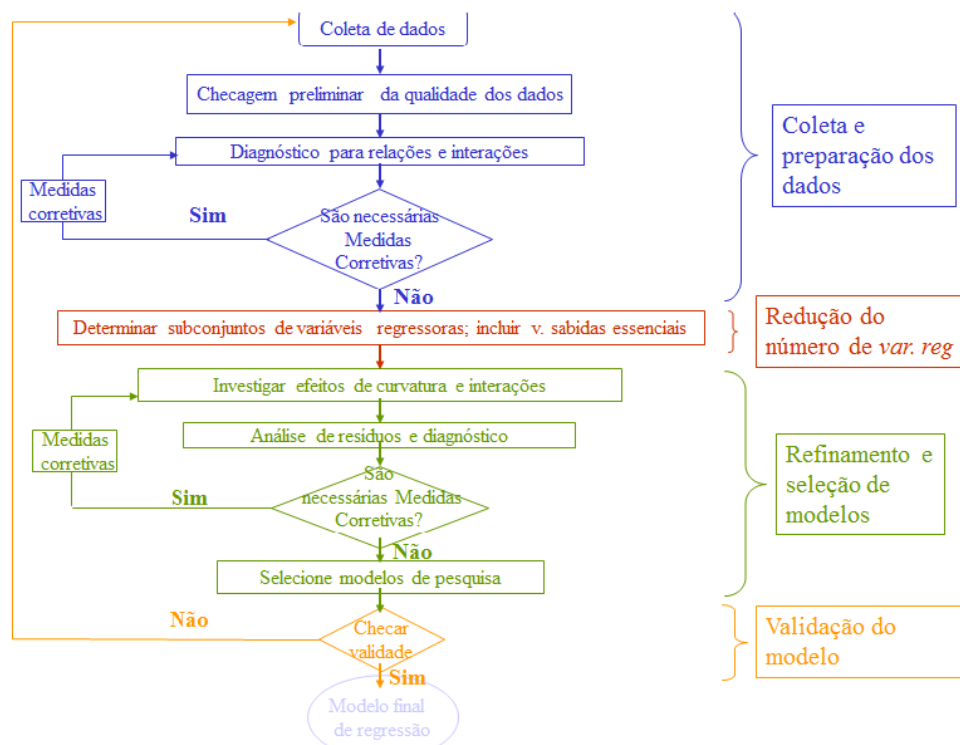 Coleta de dados
Checagem preliminar da qualidade dos dados
Diagnóstico para relações e interações
Medidas
corretivas
Sim
São necessárias
Medidas
Corretivas?
Não
Coleta e
preparação dos
dados
Determinar subconjuntos de variáveis regressoras; incluir v. sabidas essenciais
Redução do
número de var. reg
Investigar efeitos de curvatura e interações
Análise de resíduos e diagnóstico
Medidas
corretivas
Sim
São
necessárias Medidas
Corretivas?
Não
Selecione modelos de pesquisa
Refinamento e
seleção de
modelos
Não
Checar
validade
Sim
Validação do
modelo
Modelo final
de regressão